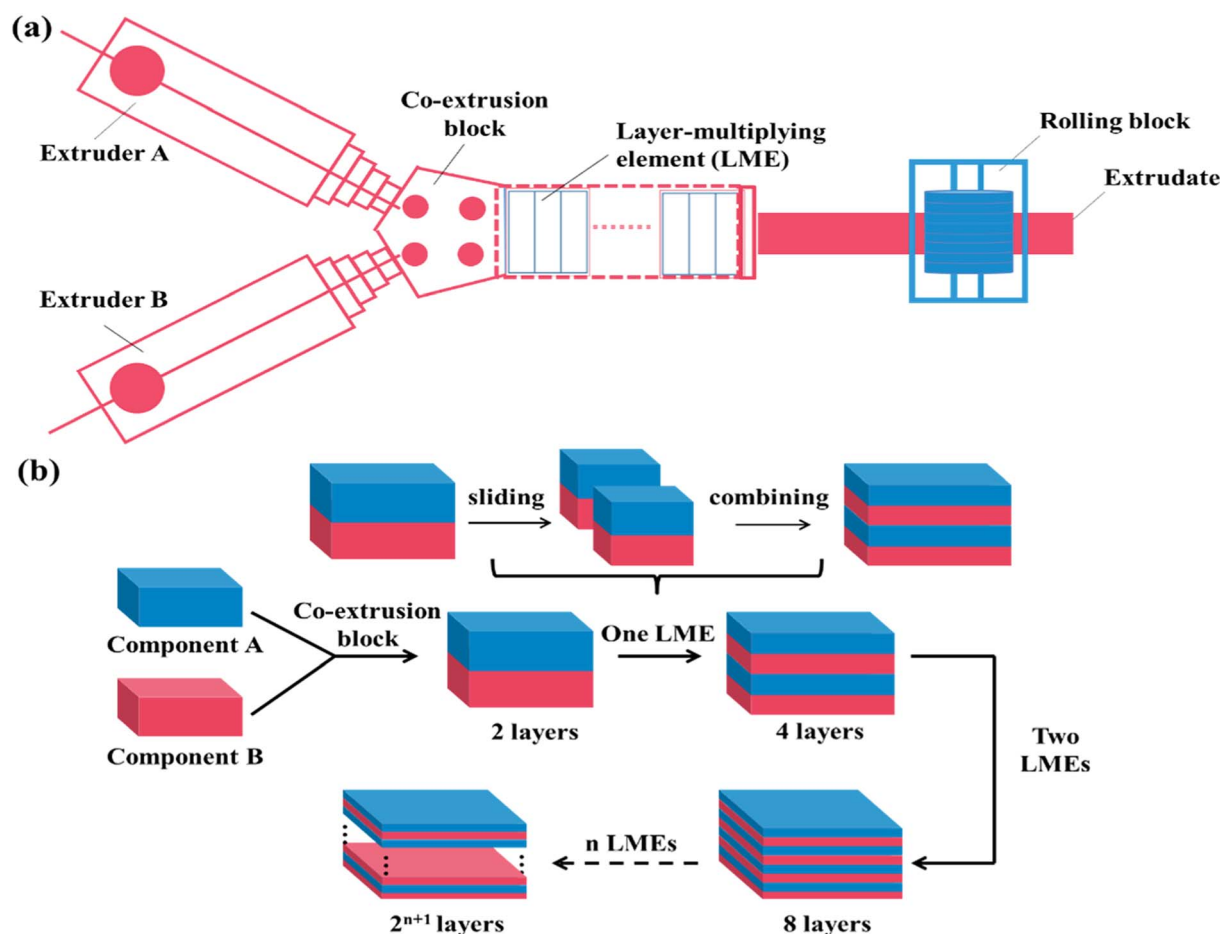 (a)
Extruder A
Co-extrusion
block
Layer-multiplying
element (LME)
Rolling block
Extrudate
Extruder B
(b)
sliding
combining
Component A
Co-extrusion
block
One LME
Component B
2 layers
4 layers
Two
LMEs
n LMEs
2ⁿ⁺¹ layers
8 layers